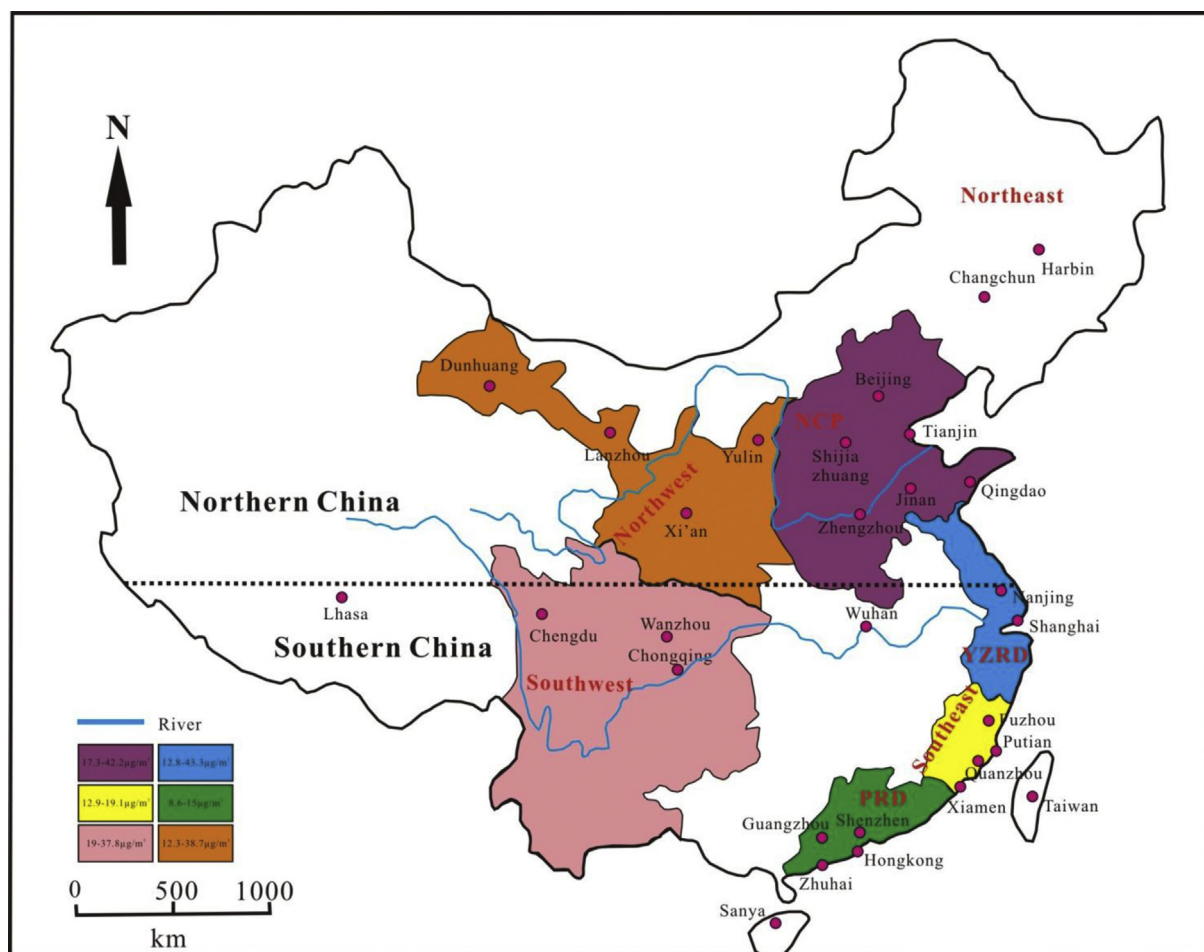 N
Northeast
Harbin
Changchun
Dunhuang
Beijing
NCP
Tianjin
Lanzhou
Yulin
Shijia
zhuang
Northwest
Jinan
Qingdao
Northern China
Xi'an
Zhengzhou
Lhasa
Nanjing
Chengdu
Wanzhou
Wuhan
Shanghai
Southern China
Chongqing
YZRD
Southwest
River
Southeast
Fuzhou
Putian
17.3-42.2μg/m³
12.8-43.3μg/m³
Quanzhou
12.9-19.1μg/m³
8.6-15μg/m³
PRD
Xiamen
Taiwan
Guangzhou
Shenzhen
19-37.8μg/m³
12.3-38.7μg/m³
Hongkong
Zhuhai
0 500 1000
Sanya
km